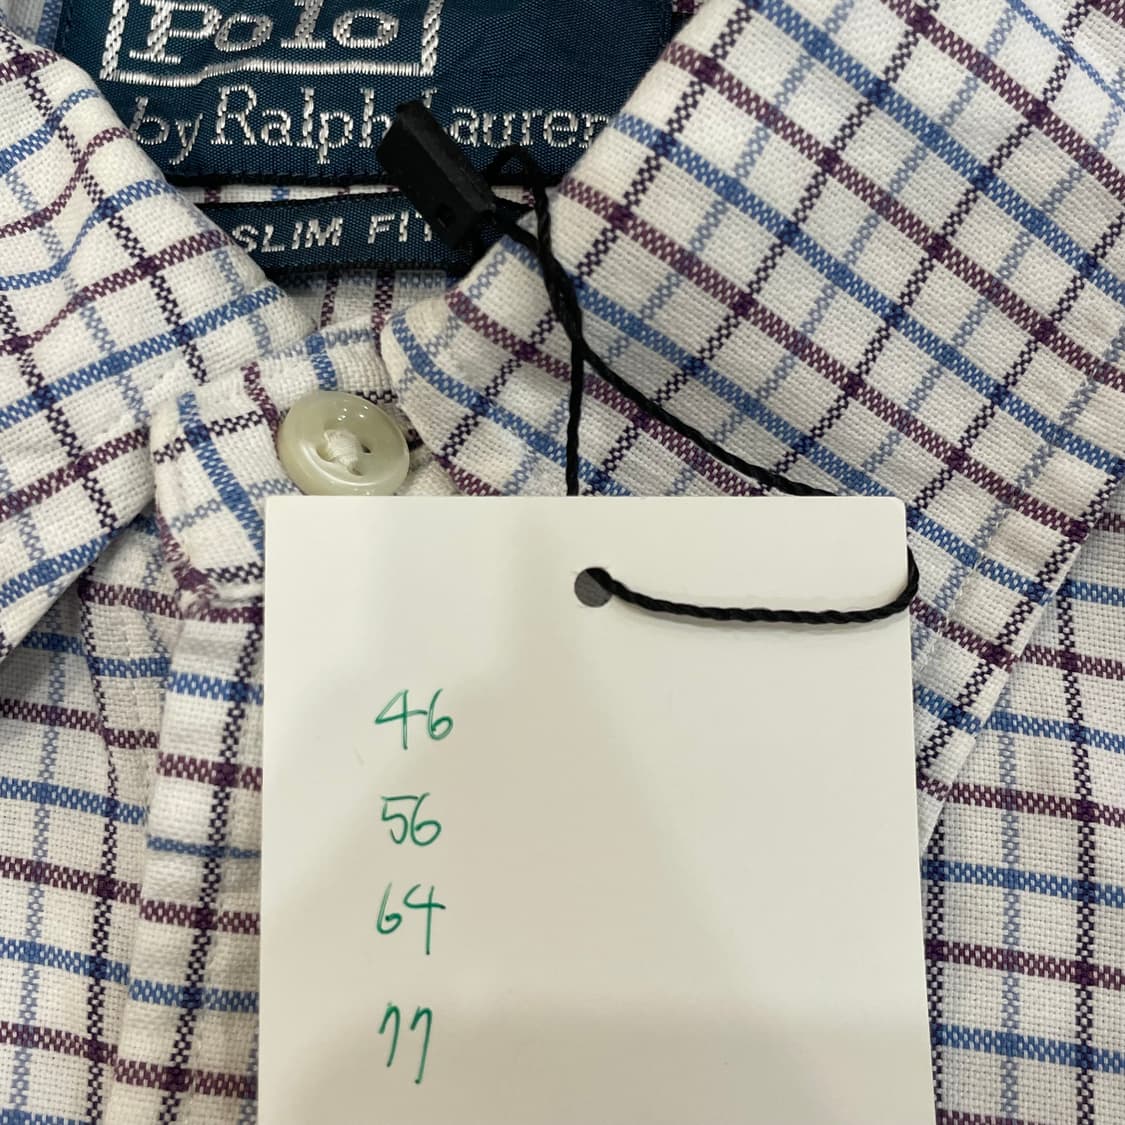 Polo
by Ralph Lauren
SLIM FIT
46
56
64
77